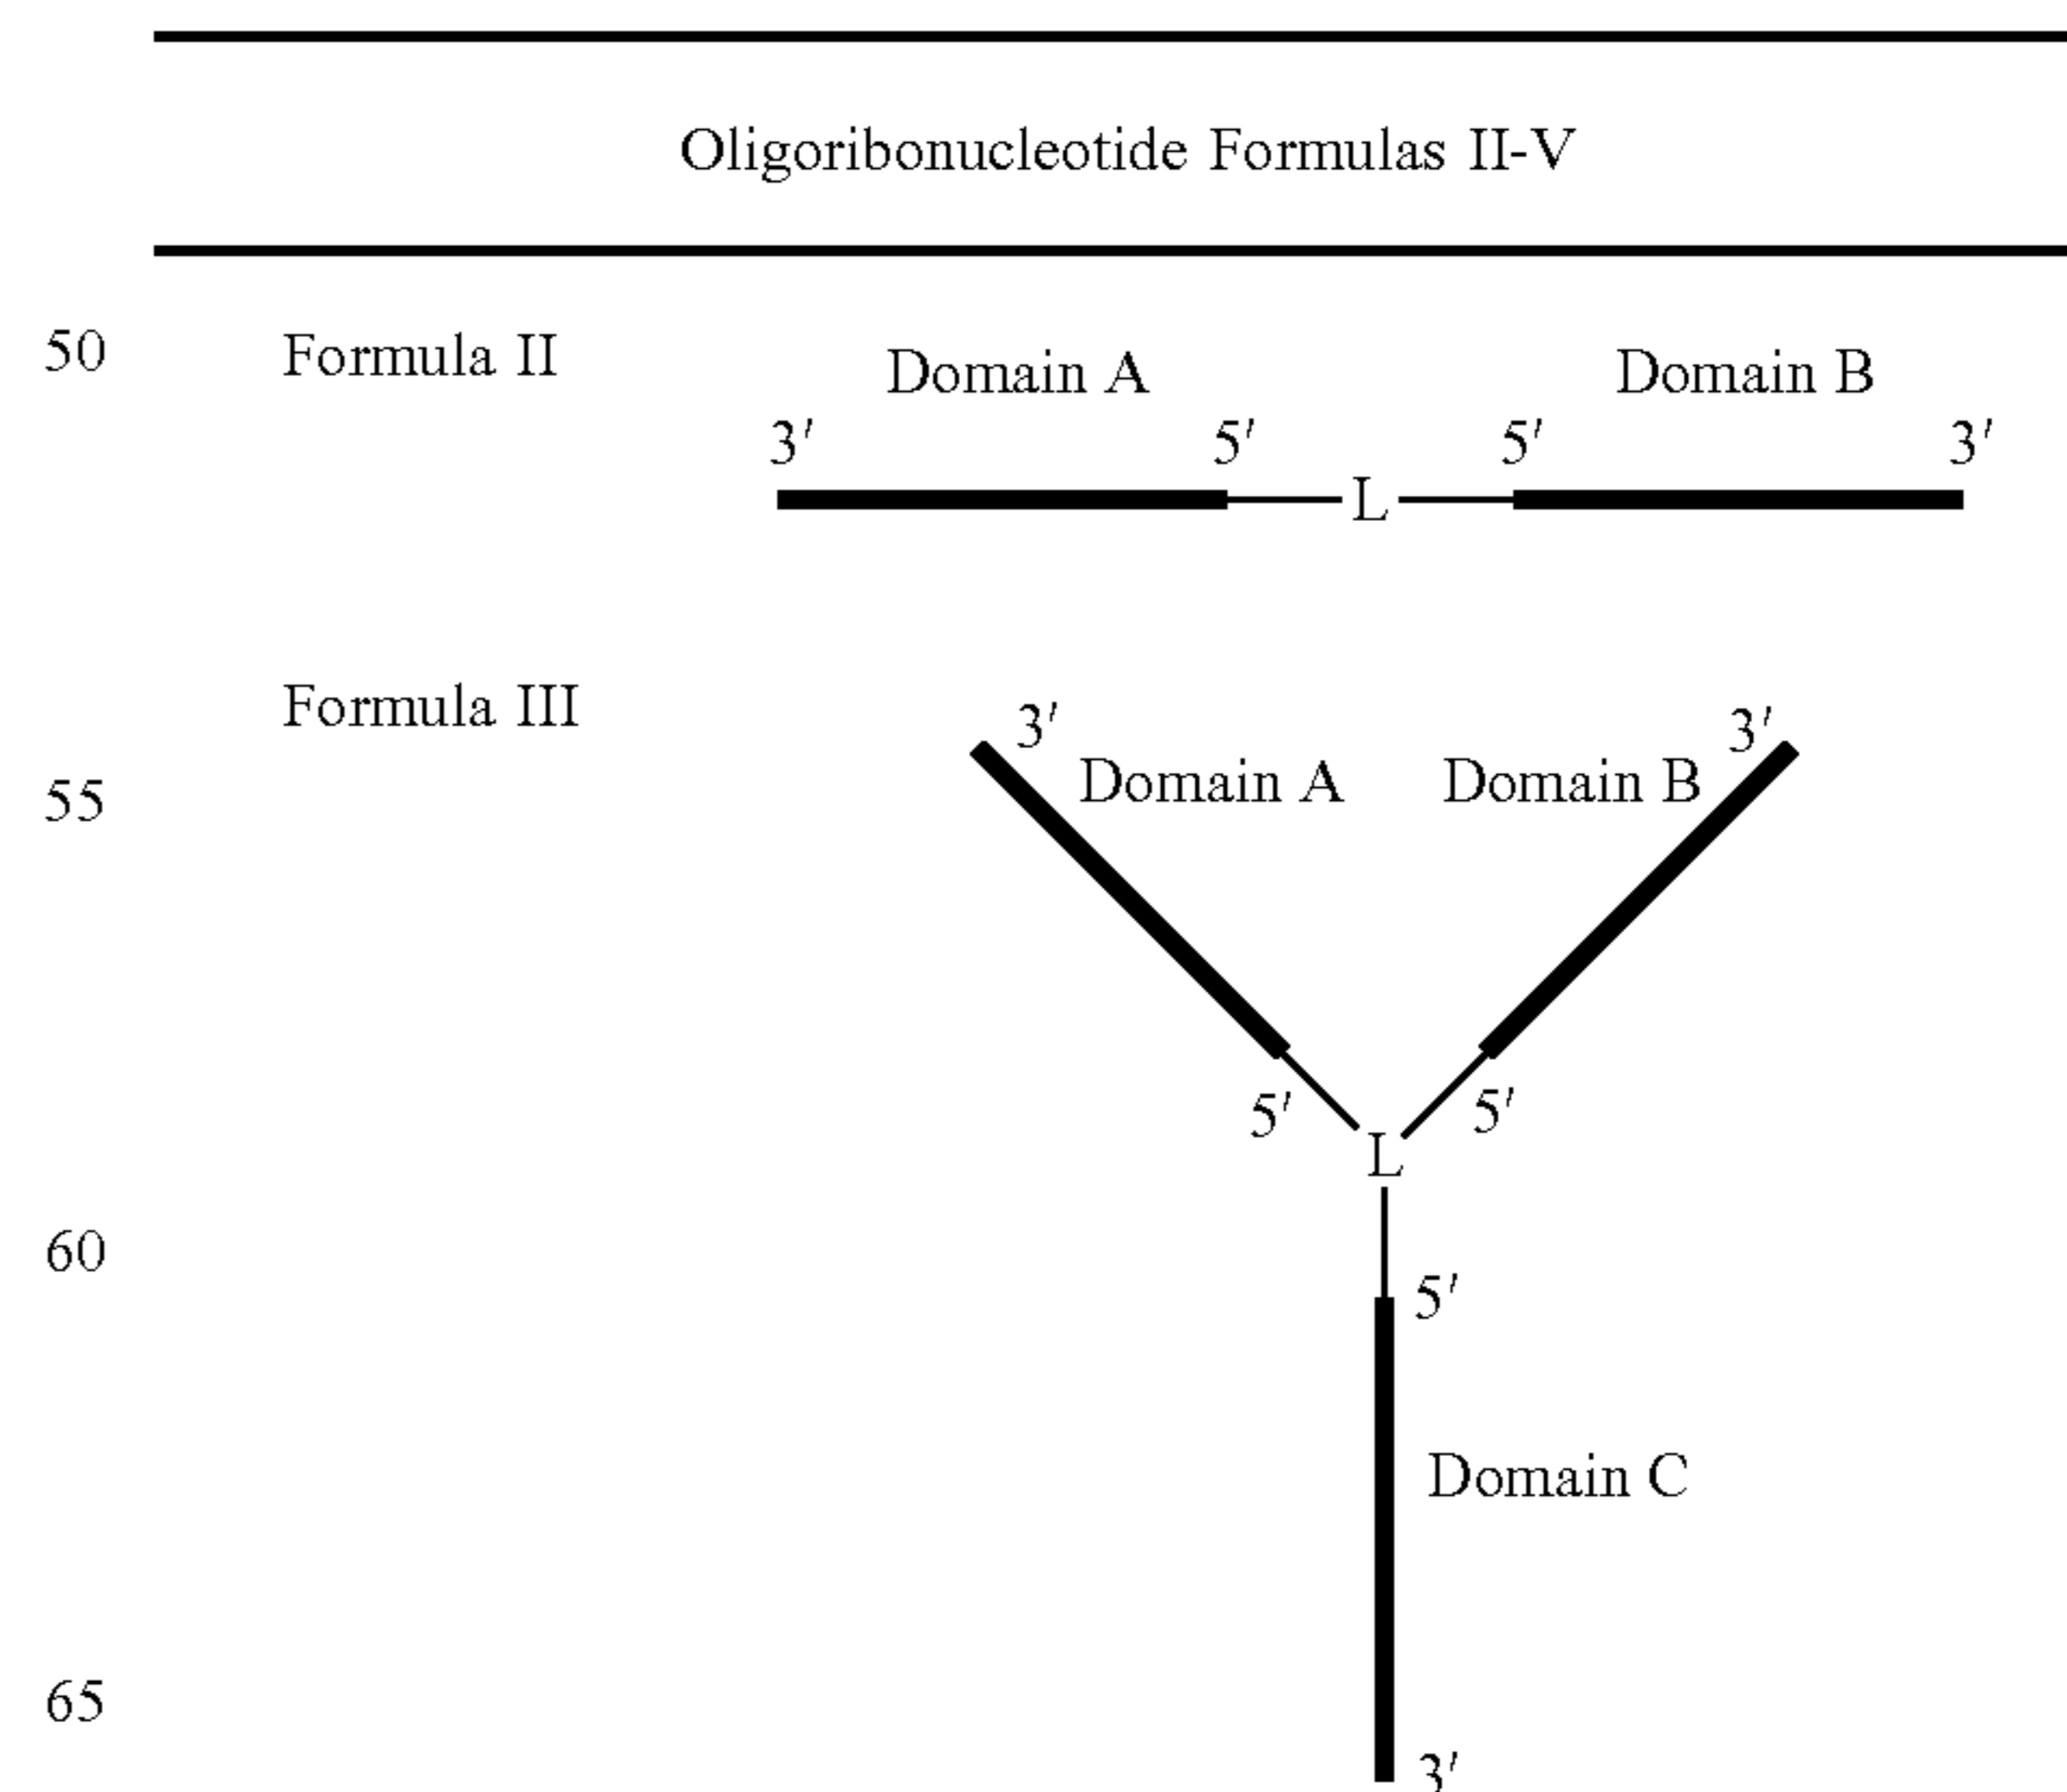 Oligoribonucleotide Formulas II-V
50 Formula II Domain A Domain B
3′ 5′ 5′ 3′
L
Formula III 3′ 3′
55 Domain A Domain B
5′ 5′
L
60 5′
Domain C
65
3′